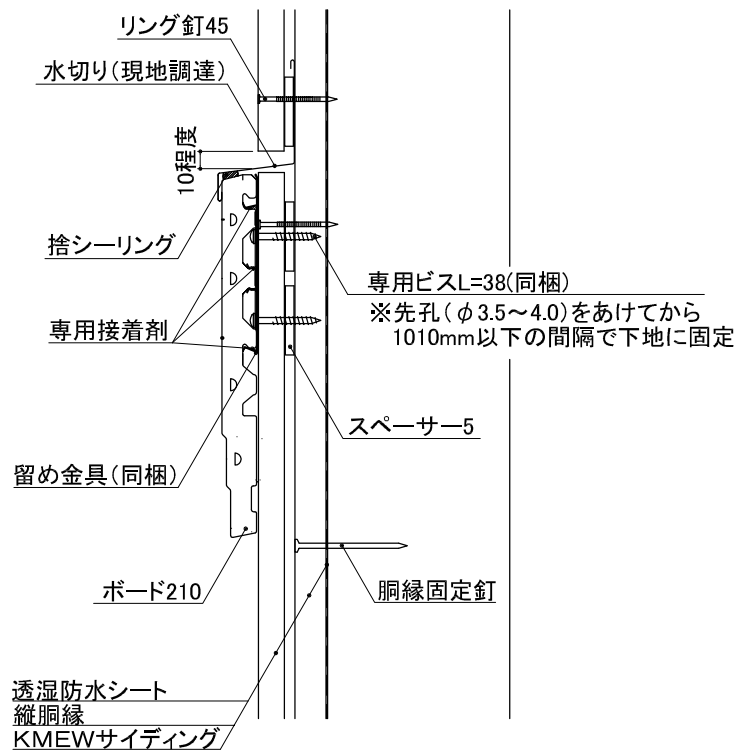 リング釘45
水切り(現地調達)
10程度
捨シーリング
専用ビスL=38(同梱)
※先孔(φ3.5～4.0)をあけてから
1010mm以下の間隔で下地に固定
専用接着剤
スペーサー5
留め金具(同梱)
ボード210
胴縁固定釘
透湿防水シート
縦胴縁
KMEWサイディング